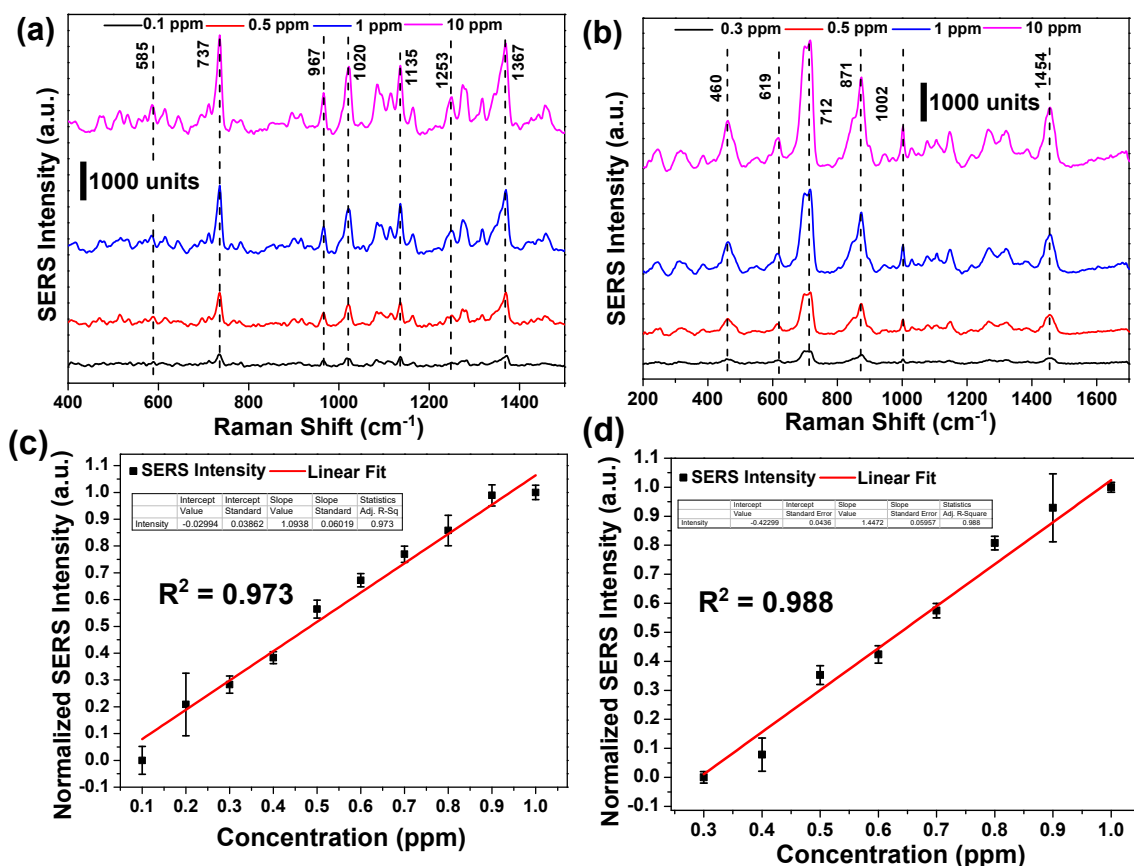 (a)
0.1 ppm 0.5 ppm 1 ppm 10 ppm
585 737 967 1020 1135 1253 1367
1000 units
SERS Intensity (a.u.)
400 600 800 1000 1200 1400
Raman Shift (cm-1)
(b)
0.3 ppm 0.5 ppm 1 ppm 10 ppm
460 619 712 871 1002 1454
1000 units
SERS Intensity (a.u.)
200 400 600 800 1000 1200 1400 1600
Raman Shift (cm-1)
(c)
SERS Intensity Linear Fit
Intercept Intercept Slope Slope Statistics
Value Standard Value Standard Adj. R-Sq
Intensity -0.02994 0.03862 1.0938 0.06019 0.973
R2 = 0.973
Normalized SERS Intensity (a.u.)
1.1
1.0
0.9
0.8
0.7
0.6
0.5
0.4
0.3
0.2
0.1
0.0
-0.1
0.1 0.2 0.3 0.4 0.5 0.6 0.7 0.8 0.9 1.0
Concentration (ppm)
(d)
SERS Intensity Linear Fit
Intercept Intercept Slope Slope Statistics
Value Standard Error Value Standard Error Adj. R-Square
Intensity -0.42299 0.0436 1.4472 0.05957 0.988
R2 = 0.988
Normalized SERS Intensity (a.u.)
1.1
1.0
0.9
0.8
0.7
0.6
0.5
0.4
0.3
0.2
0.1
0.0
-0.1
0.3 0.4 0.5 0.6 0.7 0.8 0.9 1.0
Concentration (ppm)